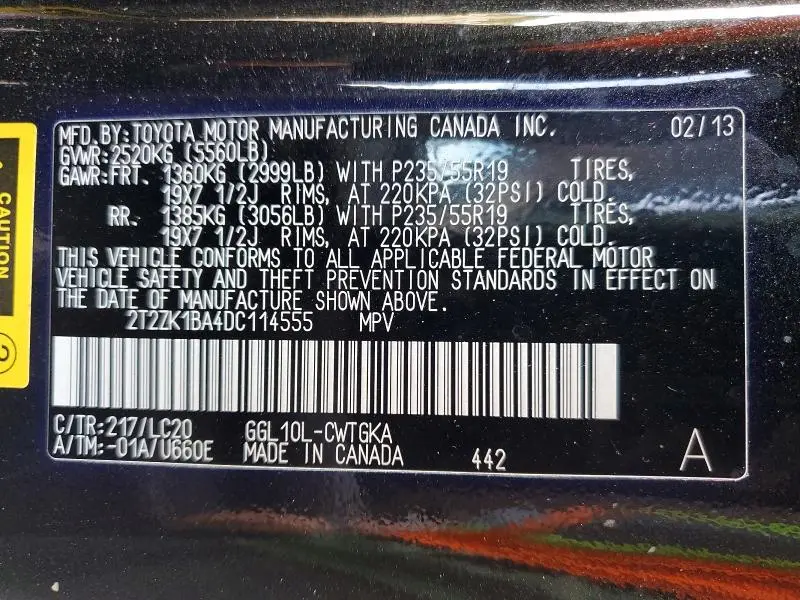 MFD. BY: TOYOTA MOTOR MANUFACTURING CANADA INC. 02/13
GVWR: 2520KG (5560LB)
GAWR: FRT. 1360KG (2999LB) WITH P235/55R19 TIRES,
19X7 1/2J RIMS, AT 220KPA (32PSI) COLD.
RR. 1385KG (3056LB) WITH P235/55R19 TIRES,
19X7 1/2J RIMS, AT 220KPA (32PSI) COLD.
THIS VEHICLE CONFORMS TO ALL APPLICABLE FEDERAL MOTOR
VEHICLE SAFETY AND THEFT PREVENTION STANDARDS IN EFFECT ON
THE DATE OF MANUFACTURE SHOWN ABOVE.
2T2ZK1BA4DC114555 MPV
C/TR: 217/LC20 GGL10L-CWTGKA
A/TM: -01A/U660E MADE IN CANADA 442 A
CAUTION
2